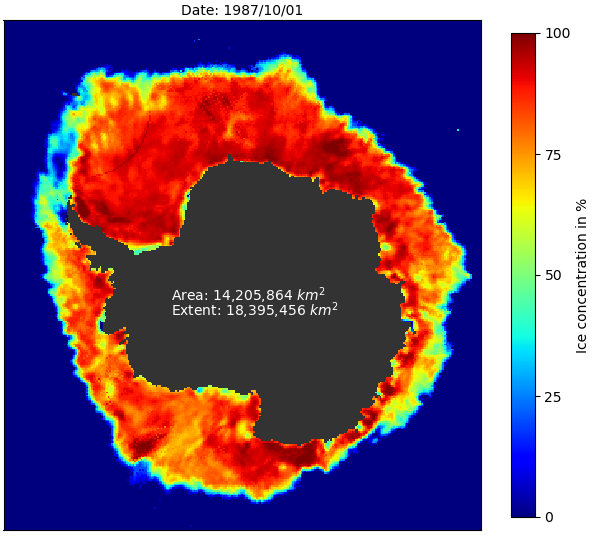 Date: 1987/10/01
100
75
50
25
0
Ice concentration in %
Area: 14,205,864 km²
Extent: 18,395,456 km²